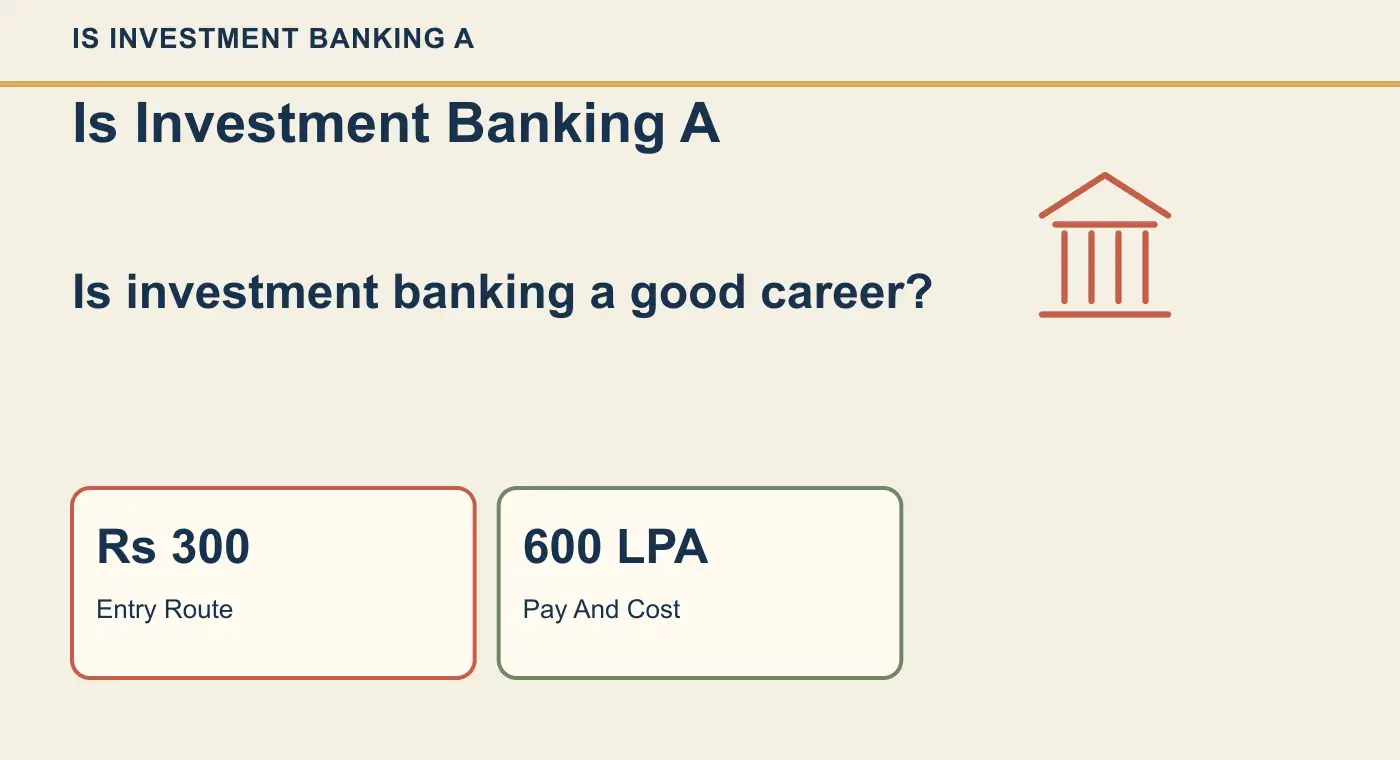 IS INVESTMENT BANKING A
Is Investment Banking A
Is investment banking a good career?
Rs 300
Entry Route
600 LPA
Pay And Cost